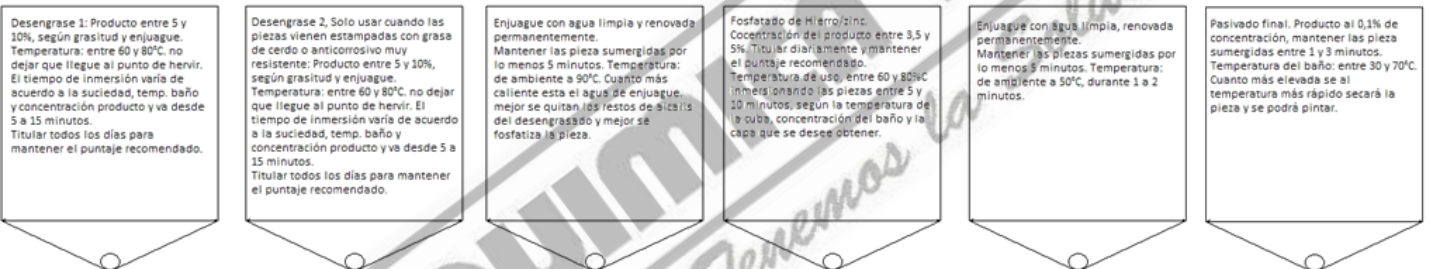 Desengrase 1: Producto entre 5 y
10%, según grasitud y enjuague.
Temperatura: entre 60 y 80°C. no
dejar que llegue al punto de hervir.
El tiempo de inmersión varía de
acuerdo a la suciedad, temp. baño
y concentración producto y va desde
5 a 15 minutos.
Titular todos los días para
mantener el puntaje recomendado.
Desengrase 2, Solo usar cuando las
piezas vienen estampadas con grasa
de cerdo o anticorrosivo muy
resistente: Producto entre 5 y 10%,
según grasitud y enjuague.
Temperatura: entre 60 y 80°C. no dejar
que llegue al punto de hervir. El
tiempo de inmersión varía de acuerdo
a la suciedad, temp. baño y
concentración producto y va desde 5 a
15 minutos.
Titular todos los días para mantener
el puntaje recomendado.
Enjuague con agua limpia y renovada
permanentemente.
Mantener las pieza sumergidas por
lo menos 5 minutos. Temperatura:
de ambiente a 90°C. Cuanto más
caliente esta el agua de enjuague.
mejor se quitan los restos de alcalis
del desengrasado y mejor se
fosfatiza la pieza.
Fosfatado de Hierro/zinc.
Cocentración del producto entre 3,5 y
5%. Titular diariamente y mantener
el puntaje recomendado.
Temperatura de uso, entre 60 y 80%C
inmersionando las piezas entre 5 y
10 minutos, según la temperatura de
la cuba, concentración del baño y la
capa que se desee obtener.
Enjuague con agua limpia, renovada
permanentemente.
Mantener las piezas sumergidas por
lo menos 5 minutos. Temperatura:
de ambiente a 50°C, durante 1 a 2
minutos.
Pasivado final. Producto al 0,1% de
concentración, mantener las pieza
sumergidas entre 1 y 3 minutos.
Temperatura del baño: entre 30 y 70°C.
Cuanto más elevada se al
temperatura más rápido secará la
pieza y se podrá pintar.
Tenemos la